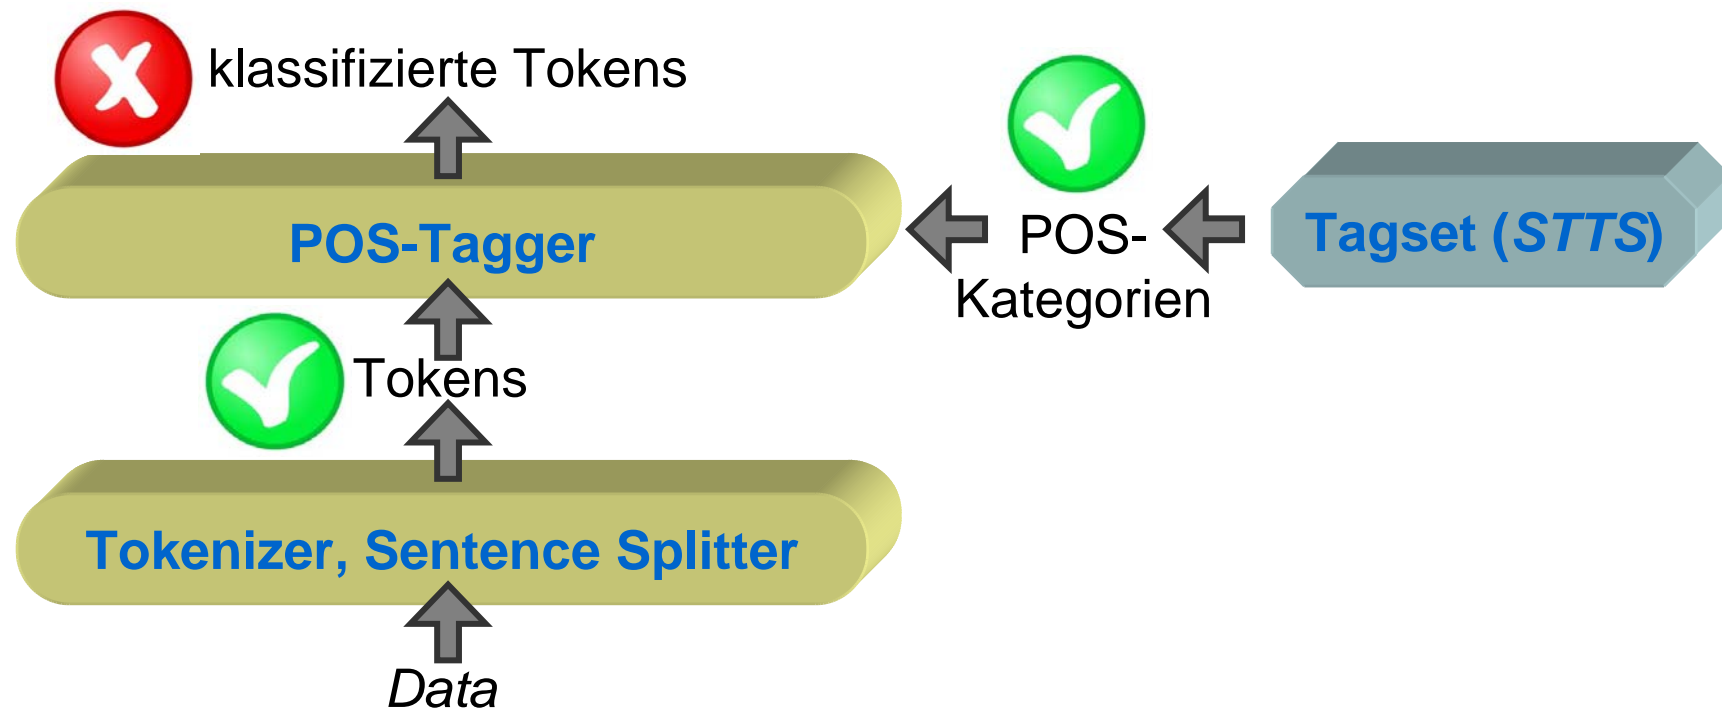 klassifizierte Tokens
POS-Tagger
POS-
Kategorien
Tagset (STTS)
Tokens
Tokenizer, Sentence Splitter
Data